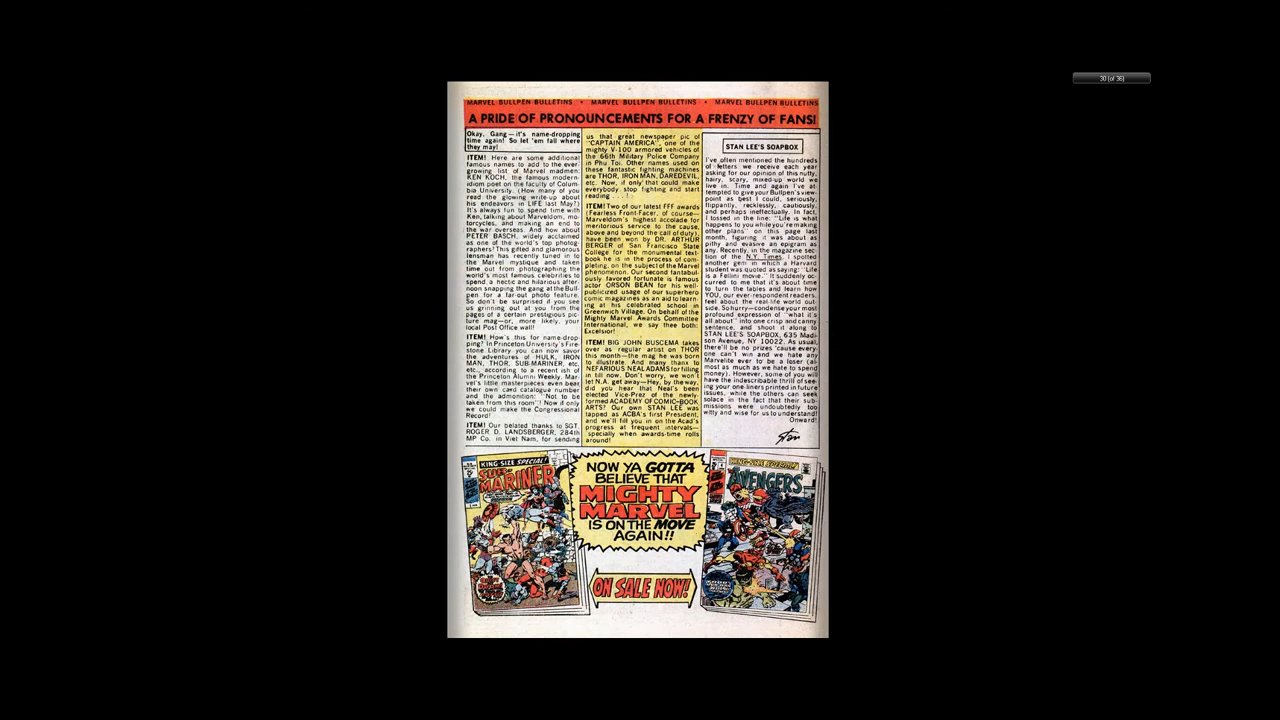 30 (of 36)
MARVEL BULLPEN BULLETINS • MARVEL BULLPEN BULLETINS • MARVEL BULLPEN BULLETINS
A PRIDE OF PRONOUNCEMENTS FOR A FRENZY OF FANS!
Okay, Gang—it's name-dropping
time again! So let 'em fall where
they may!
ITEM! Here are some additional
famous names to add to the ever-
growing list of Marvel madmen:
KEN KOCH, the famous modern-
idiom poet on the faculty of Colum-
bia University. (How many of you
read the glowing write-up about
his endeavors in LIFE last May?)
It's always fun to spend time with
Ken, talking about Marveldom, mo-
torcycles, and making an end to
the war overseas. And how about
PETER BASCH, widely acclaimed
as one of the world's top photog-
raphers! This gifted and glamorous
lensman has recently tuned in to
the Marvel mystique and taken
time out from photographing the
world's most famous celebrities to
spend, a hectic and hilarious after-
noon snapping the gang at the Bull-
pen for a far-out photo feature.
So don't be surprised if you see
us grinning out at you from the
pages of a certain prestigious pic-
ture mag—or, more likely, your
local Post Office wall!
ITEM! How's this for name-drop-
ping? In Princeton University's Fire-
stone Library you can now savor
the adventures of HULK, IRON
MAN, THOR, SUB-MARINER, etc.
etc., according to a recent ish of
the Princeton Alumni Weekly. Mar-
vel's little masterpieces even bear
their own card catalogue number
and the admonition: "Not to be
taken from this room"! Now if only
we could make the Congressional
Record!
ITEM! Our belated thanks to SGT.
ROGER D. LANDSBERGER, 284th
MP Co. in Viet Nam, for sending
us that great newspaper pic of
"CAPTAIN AMERICA", one of the
mighty V-100 armored vehicles of
the 66th Military Police Company
in Phu Toi. Other names used on
these fantastic fighting machines
are THOR, IRON MAN, DAREDEVIL,
etc. Now, if only that could make
everybody stop fighting and start
reading . . . !
ITEM! Two of our latest FFF awards
(Fearless Front-Facer, of course—
Marveldom's highest accolade for
meritorious service to the cause,
above and beyond the call of duty),
have been won by DR. ARTHUR
BERGER of San Francisco State
College for the monumental text-
book he is in the process of com-
pleting, on the subject of the Marvel
phenomenon. Our second fantabu-
ously favored fortunate is famous
actor ORSON BEAN for his well-
publicized usage of our superhero
comic magazines as an aid to learn-
ing at his celebrated school in
Greenwich Village. On behalf of the
Mighty Marvel Awards Committee
International, we say thee both:
Excelsior!
ITEM! BIG JOHN BUSCEMA takes
over as regular artist on THOR
this month—the mag he was born
to illustrate. And many thanks to
NEFARIOUS NEAL ADAMS for filling
in till now. Don't worry, we won't
let N.A. get away—Hey, by the way,
did you hear that Neal's been
elected Vice-Prez of the newly-
formed ACADEMY OF COMIC-BOOK
ARTS! Our own STAN LEE was
tapped as ACBA's first President;
and we'll fill you in on the Acad's
progress at frequent intervals—
specially when awards-time rolls
around!
STAN LEE'S SOAPBOX
I've often mentioned the hundreds
of letters we receive each year
asking for our opinion of this nutty,
hairy, scary, mixed-up world we
live in. Time and again I've at-
tempted to give your Bullpen's view-
point as best I could, seriously,
flippantly, recklessly, cautiously,
and perhaps ineffectually. In fact,
I tossed in the line: "Life is what
happens to you while you're making
other plans" on this page last
month, figuring it was about as
pithy and evasive an epigram as
any. Recently, in the magazine sec-
tion of the N.Y. Times, I spotted
another gem in which a Harvard
student was quoted as saying: "Life
is a Fellini movie." It suddenly oc-
curred to me that it's about time
to turn the tables and learn how
YOU, our ever-respondent readers,
feel about the real-life world out-
side. So hurry—condense your most
profound expression of "what it's
all about" into one crisp and canny
sentence, and shoot it along to
STAN LEE'S SOAPBOX, 635 Madi-
son Avenue, NY 10022. As usual,
there'll be no prizes 'cause every-
one can't win and we hate any
Marvelite ever to be a loser (al-
most as much as we hate to spend
money). However, some of you will
have the indescribable thrill of see-
ing your one-liners printed in future
issues, while the others can seek
solace in the fact that their sub-
missions were undoubtedly too
witty and wise for us to understand!
Onward!
Stan
KING-SIZE SPECIAL!
SUB-MARINER
NOW YA GOTTA
BELIEVE THAT
MIGHTY
MARVEL
IS ON THE MOVE
AGAIN!!
ON SALE NOW!
KING-SIZE SPECIAL!
AVENGERS